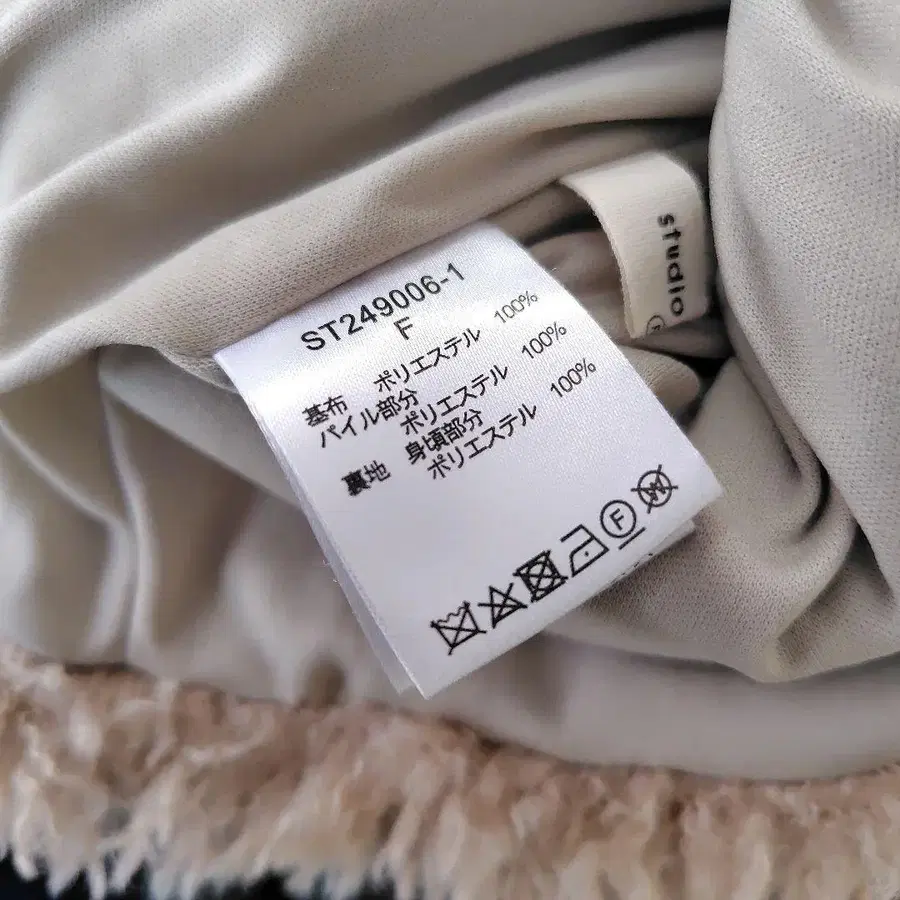 ST249006-1
F
基布 ポリエステル 100%
パイル部分
ポリエステル 100%
裏地 身頃部分
ポリエステル 100%
F
W
studio